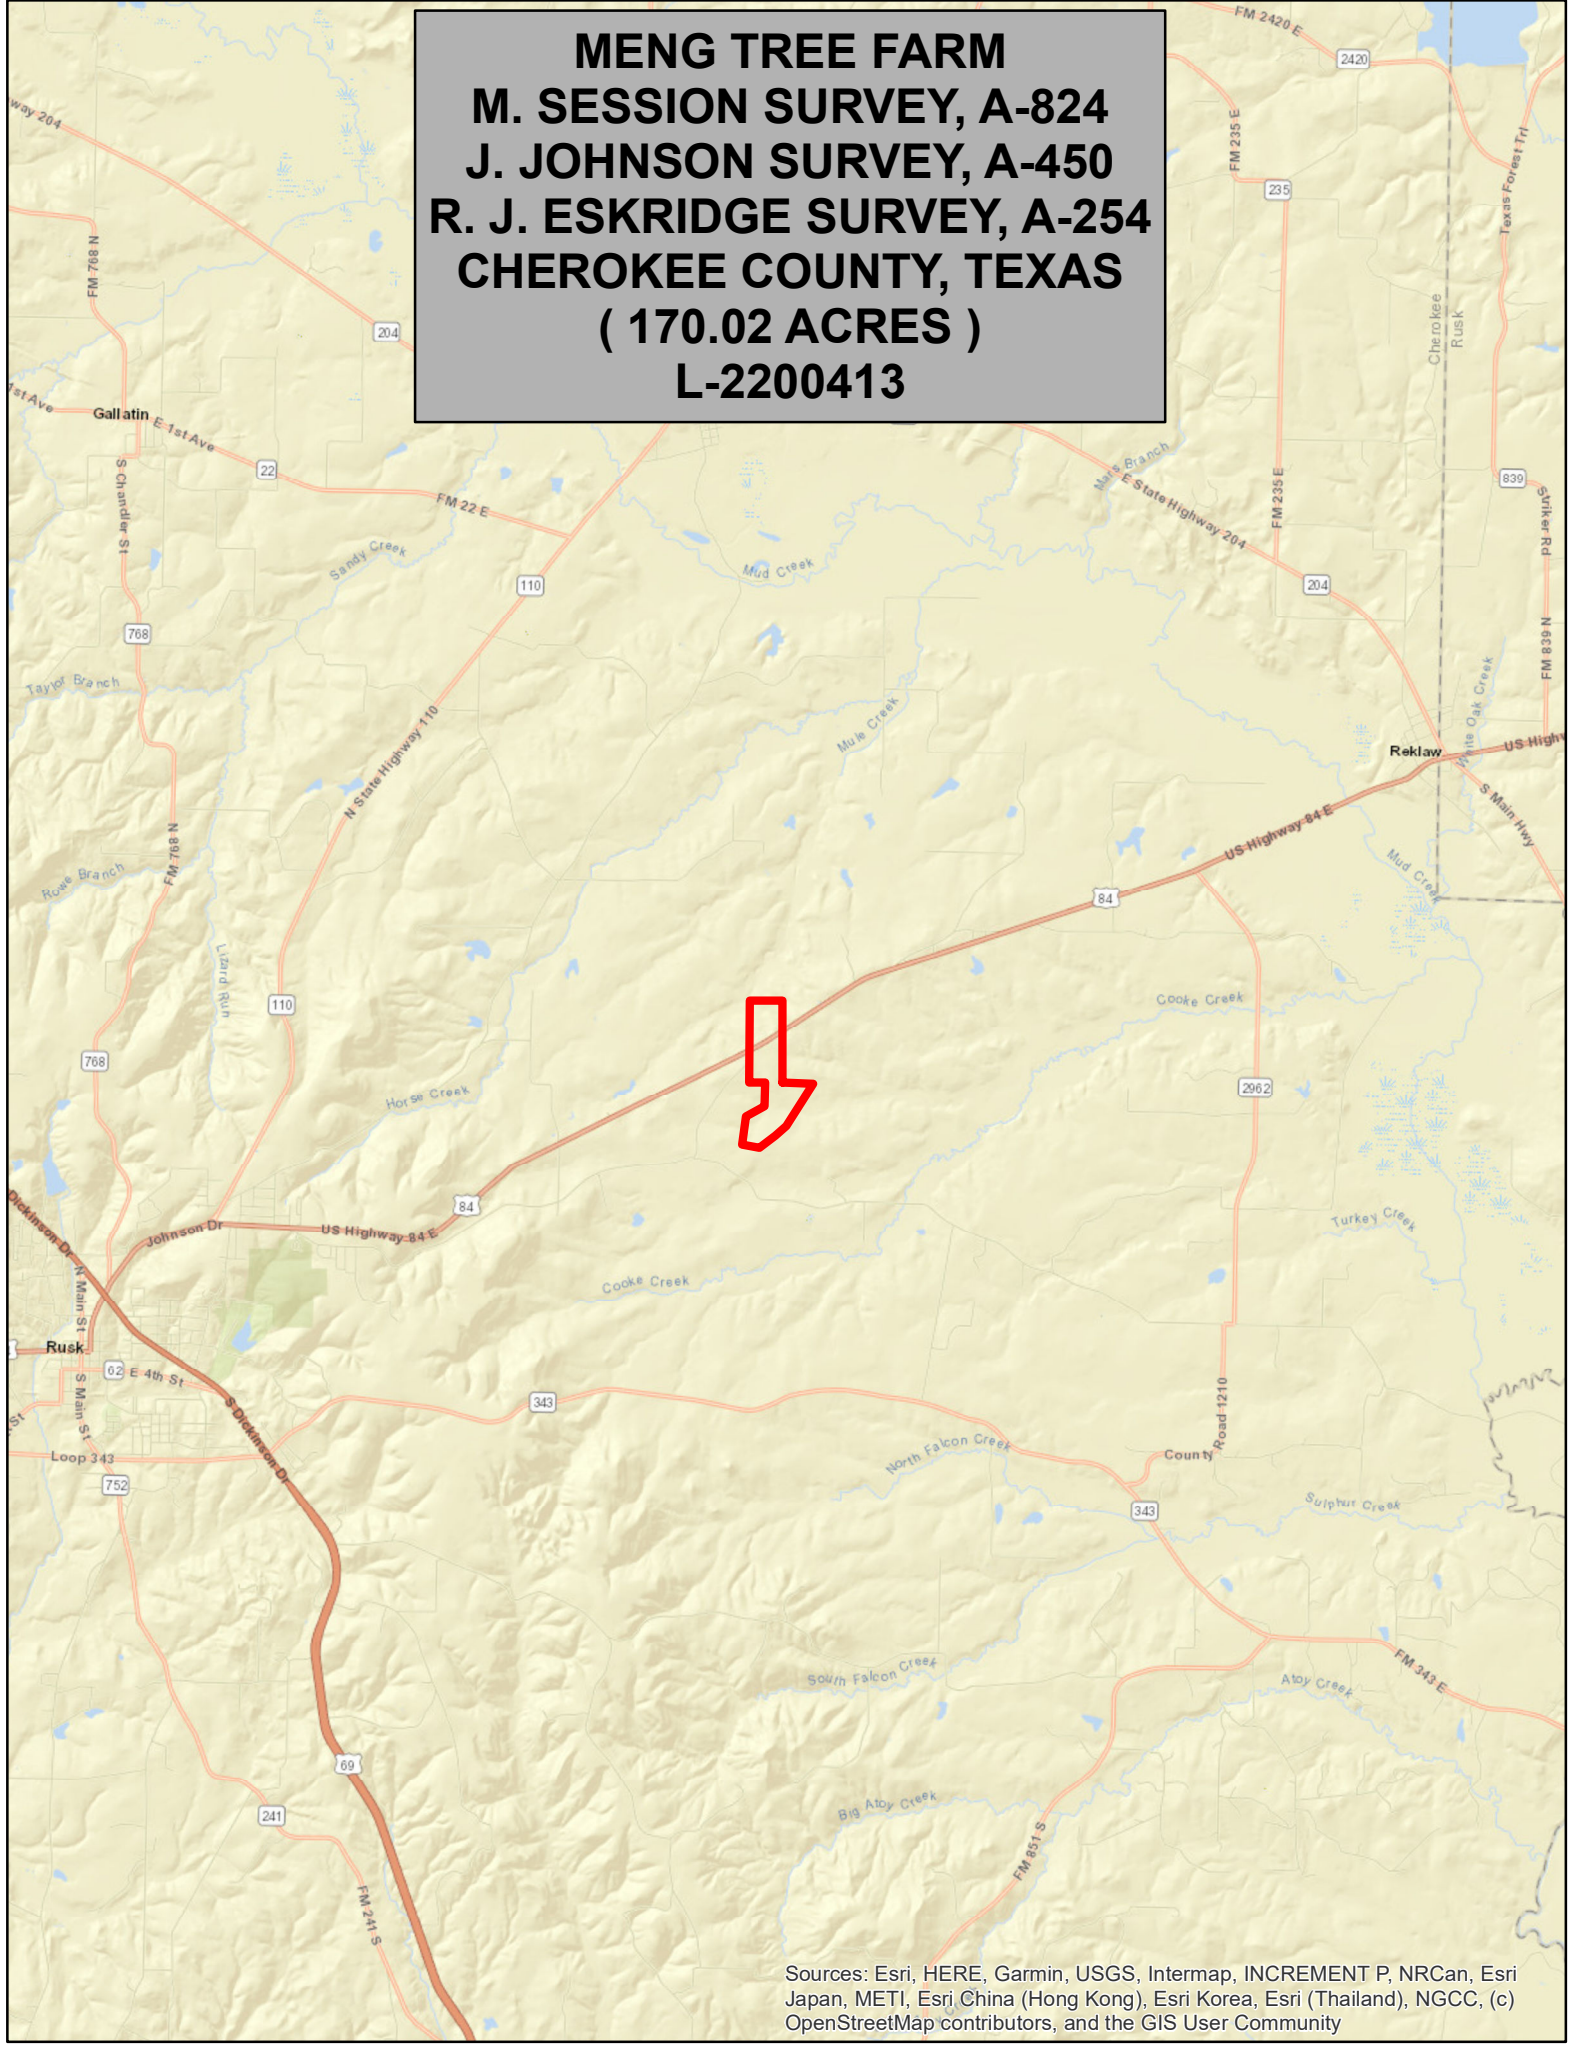 MENG TREE FARM
M. SESSION SURVEY, A-824
J. JOHNSON SURVEY, A-450
R. J. ESKRIDGE SURVEY, A-254
CHEROKEE COUNTY, TEXAS
( 170.02 ACRES )
L-2200413
FM 2420 E
2420
way 204
FM 235 E
235
Texas Forest Trl
FM 768 N
Cherokee
Rusk
204
1st Ave
Gallatin
E 1st Ave
22
S Chandler St
FM 22 E
Mars Branch
E State Highway 204
FM 235 E
839
Striker Rd
Sandy Creek
Mud Creek
110
204
768
FM 839 N
Taylor Branch
White Oak Creek
Mule Creek
N State Highway 110
Reklaw
US Highw
S Main Hwy
US Highway 84 E
FM 768 N
Rowe Branch
Mud Creek
84
Lizard Run
110
Cooke Creek
768
Horse Creek
2962
84
Dickinson Dr
Johnson Dr
US Highway 84 E
Turkey Creek
N Main St
Cooke Creek
Rusk
62
E 4th St
S Main St
S Dickinson Dr
343
St
Loop 343
North Falcon Creek
County Road 1210
752
343
Sulphur Creek
South Falcon Creek
FM 343 E
Atoy Creek
69
241
Big Atoy Creek
FM 851 S
FM 241 S
Sources: Esri, HERE, Garmin, USGS, Intermap, INCREMENT P, NRCan, Esri
Japan, METI, Esri China (Hong Kong), Esri Korea, Esri (Thailand), NGCC, (c)
OpenStreetMap contributors, and the GIS User Community